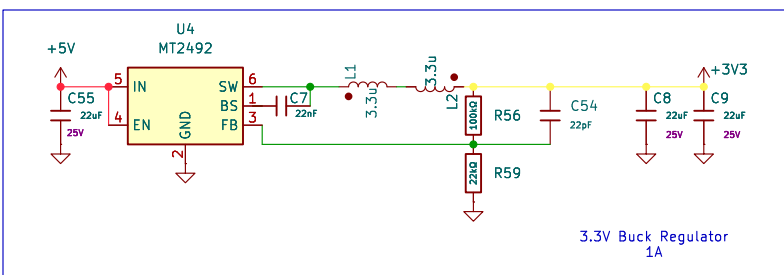 U4
MT2492
+5V
5 IN
4 EN
GND
2
SW 6
BS 1
FB 3
C55
22uF
25V
C7
22nF
L1
3.3u
3.3u
L2
R56
100kΩ
R59
22kΩ
C54
22pF
C8
22uF
25V
C9
22uF
25V
+3V3
3.3V Buck Regulator
1A